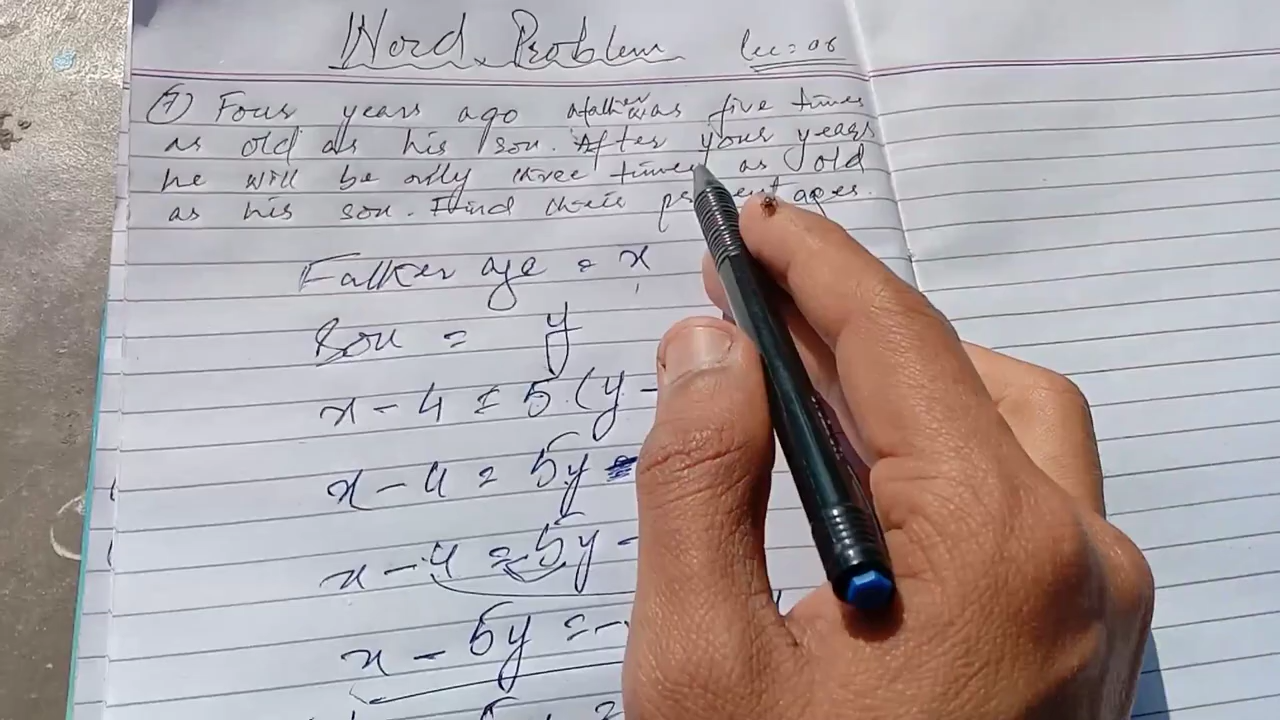 Word Problem lec = 08
7) Four years ago a father was five times
as old as his son. After your years
he will be only three times as old
as his son. Find their ages.
Father age = x
Son = y
x - 4 = 5 (y -
x - 4 = 5y
x - 4 = 5y -
x - 5y = -